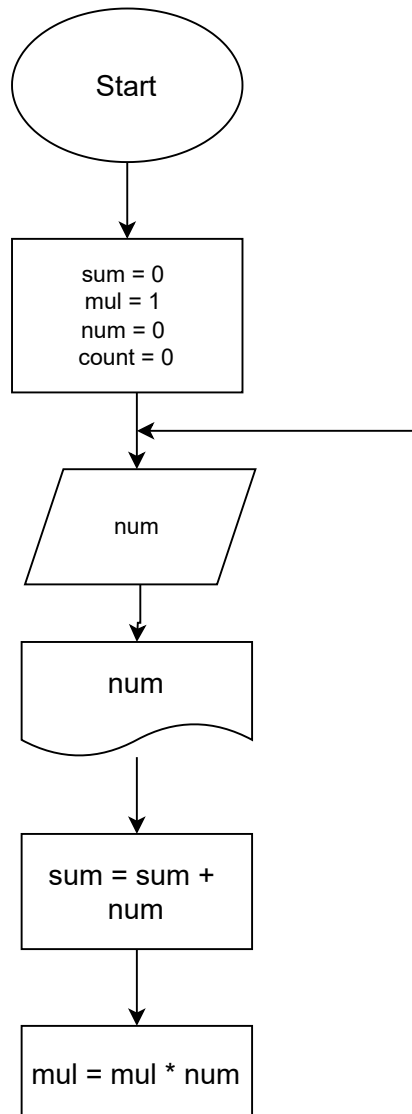 Start
sum = 0
mul = 1
num = 0
count = 0
num
num
sum = sum +
num
mul = mul * num